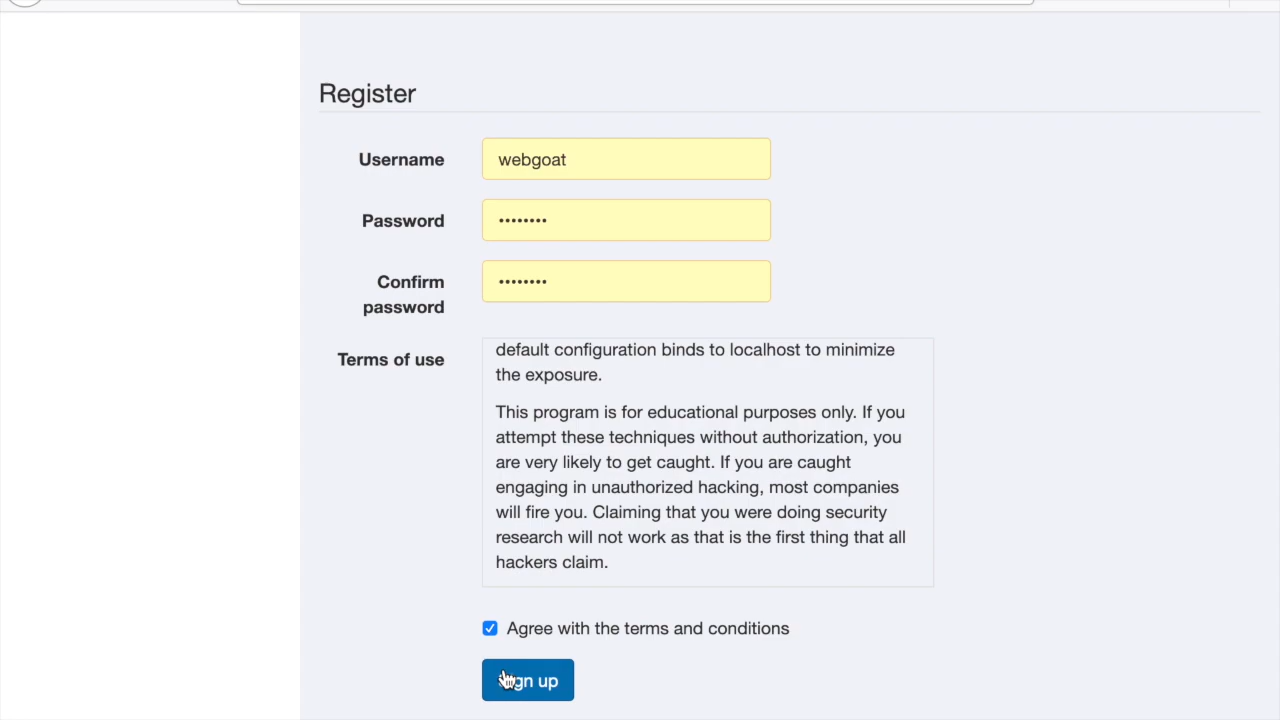 Register
Username
webgoat
Password
••••••••
Confirm
password
••••••••
Terms of use
default configuration binds to localhost to minimize
the exposure.
This program is for educational purposes only. If you
attempt these techniques without authorization, you
are very likely to get caught. If you are caught
engaging in unauthorized hacking, most companies
will fire you. Claiming that you were doing security
research will not work as that is the first thing that all
hackers claim.
Agree with the terms and conditions
Sign up